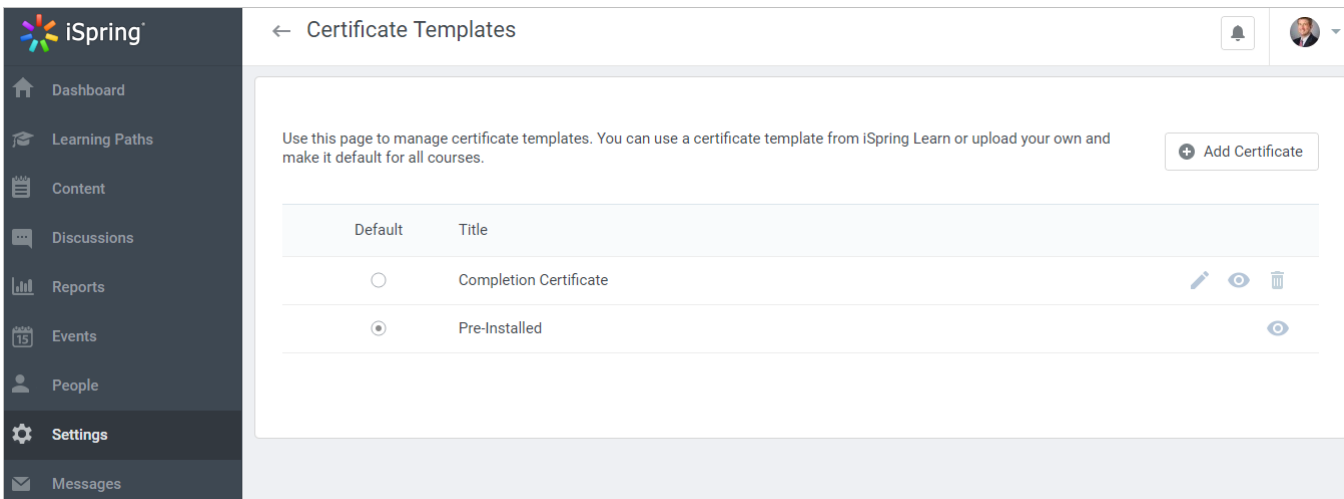 iSpring
← Certificate Templates
Dashboard
Learning Paths
Content
Discussions
Reports
15
Events
People
Settings
Messages
Use this page to manage certificate templates. You can use a certificate template from iSpring Learn or upload your own and
make it default for all courses.
Add Certificate
Default Title
Completion Certificate
Pre-Installed